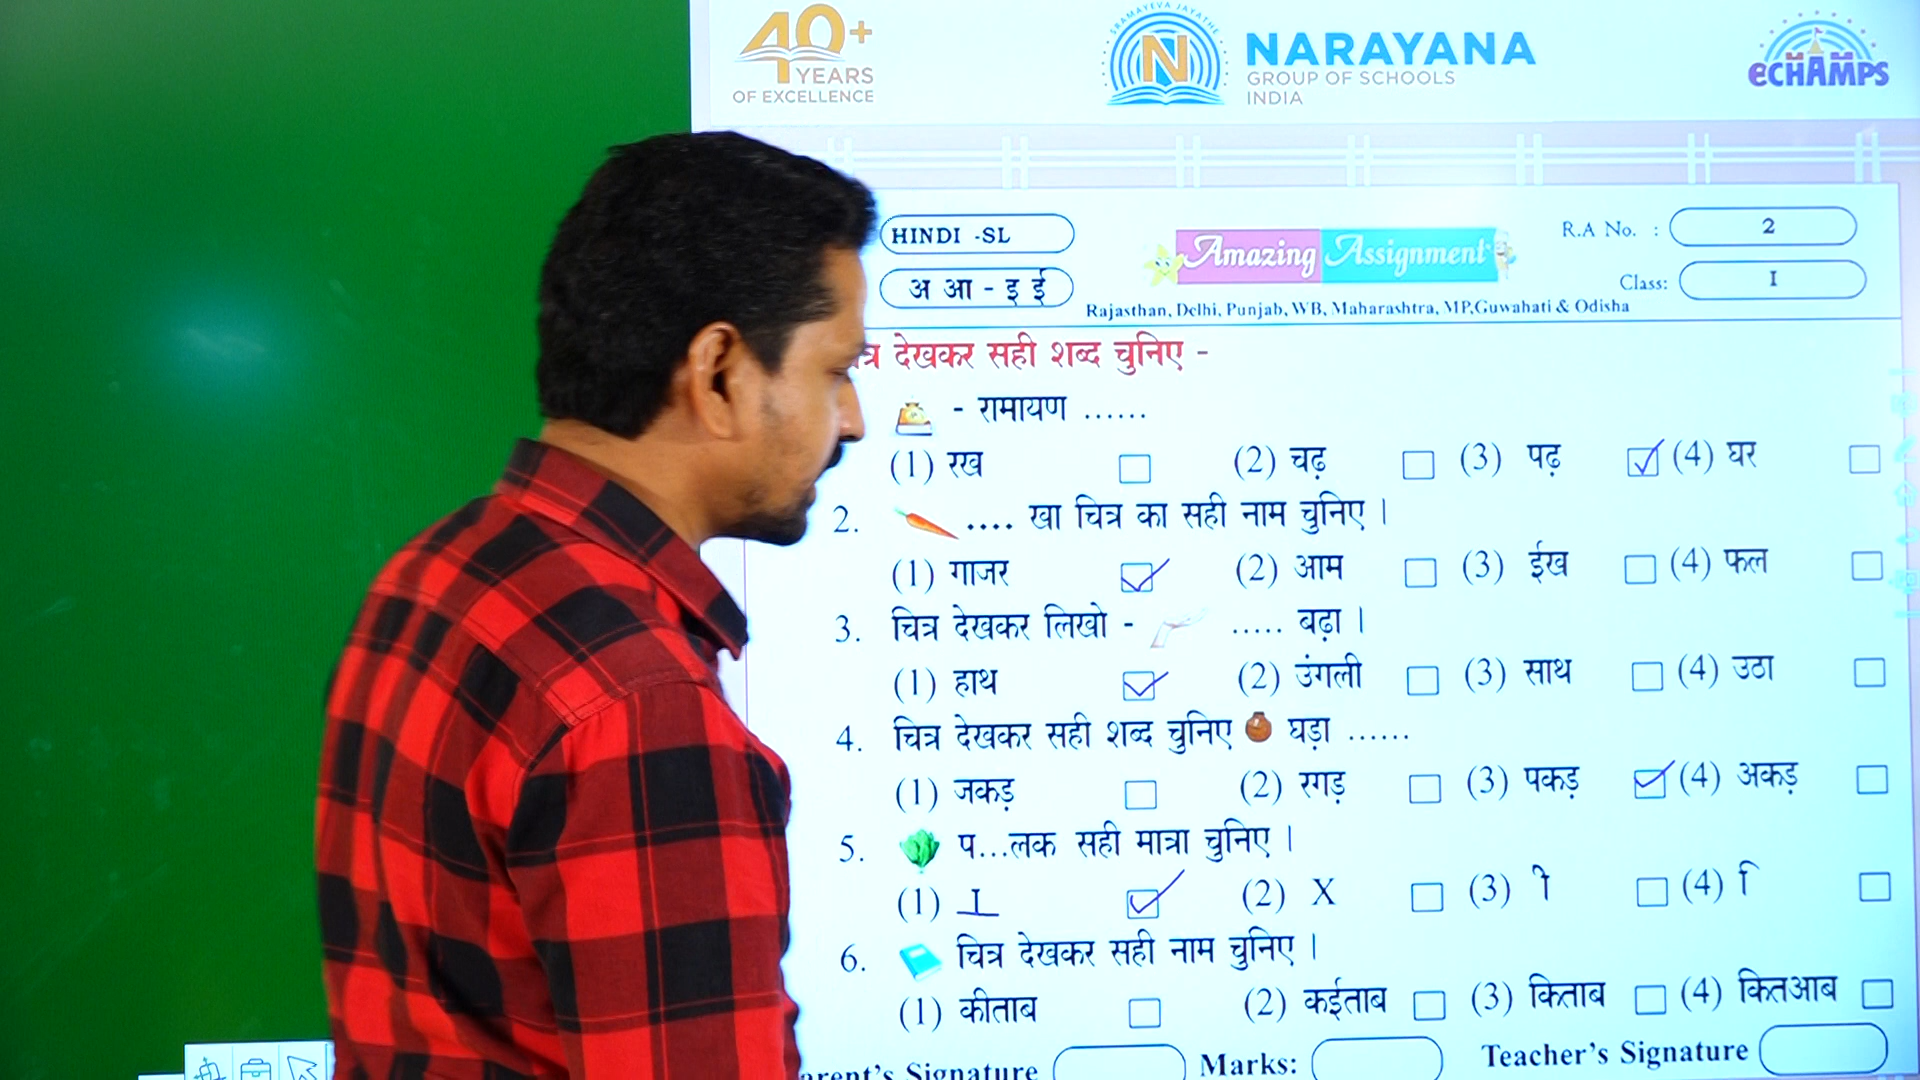 40+
YEARS
OF EXCELLENCE
SRAMAYEVA JAYATHE
N
NARAYANA
GROUP OF SCHOOLS
INDIA
eCHAMPS
HINDI -SL
अ आ - इ ई
Amazing Assignment
Rajasthan, Delhi, Punjab, WB, Maharashtra, MP,Guwahati & Odisha
R.A No. : 2
Class: I
देखकर सही शब्द चुनिए -
- रामायण ......
(1) रख (2) चढ़ (3) पढ़ (4) घर
2. .... खा चित्र का सही नाम चुनिए ।
(1) गाजर (2) आम (3) ईख (4) फल
3. चित्र देखकर लिखो - ..... बढ़ा ।
(1) हाथ (2) उंगली (3) साथ (4) उठा
4. चित्र देखकर सही शब्द चुनिए घड़ा ......
(1) जकड़ (2) रगड़ (3) पकड़ (4) अकड़
5. प...लक सही मात्रा चुनिए ।
(1) ा (2) X (3) ी (4) ि
6. चित्र देखकर सही नाम चुनिए ।
(1) कीताब (2) कईताब (3) किताब (4) कितआब
Signature Marks: Teacher's Signature